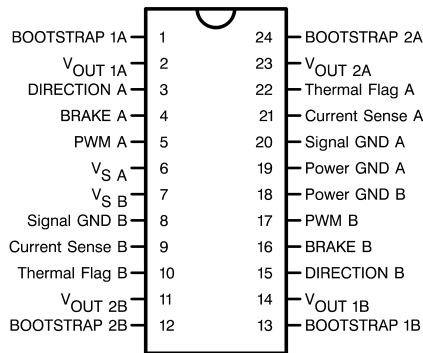 BOOTSTRAP 1A 1 24 BOOTSTRAP 2A
VOUT 1A 2 23 VOUT 2A
DIRECTION A 3 22 Thermal Flag A
BRAKE A 4 21 Current Sense A
PWM A 5 20 Signal GND A
VS A 6 19 Power GND A
VS B 7 18 Power GND B
Signal GND B 8 17 PWM B
Current Sense B 9 16 BRAKE B
Thermal Flag B 10 15 DIRECTION B
VOUT 2B 11 14 VOUT 1B
BOOTSTRAP 2B 12 13 BOOTSTRAP 1B